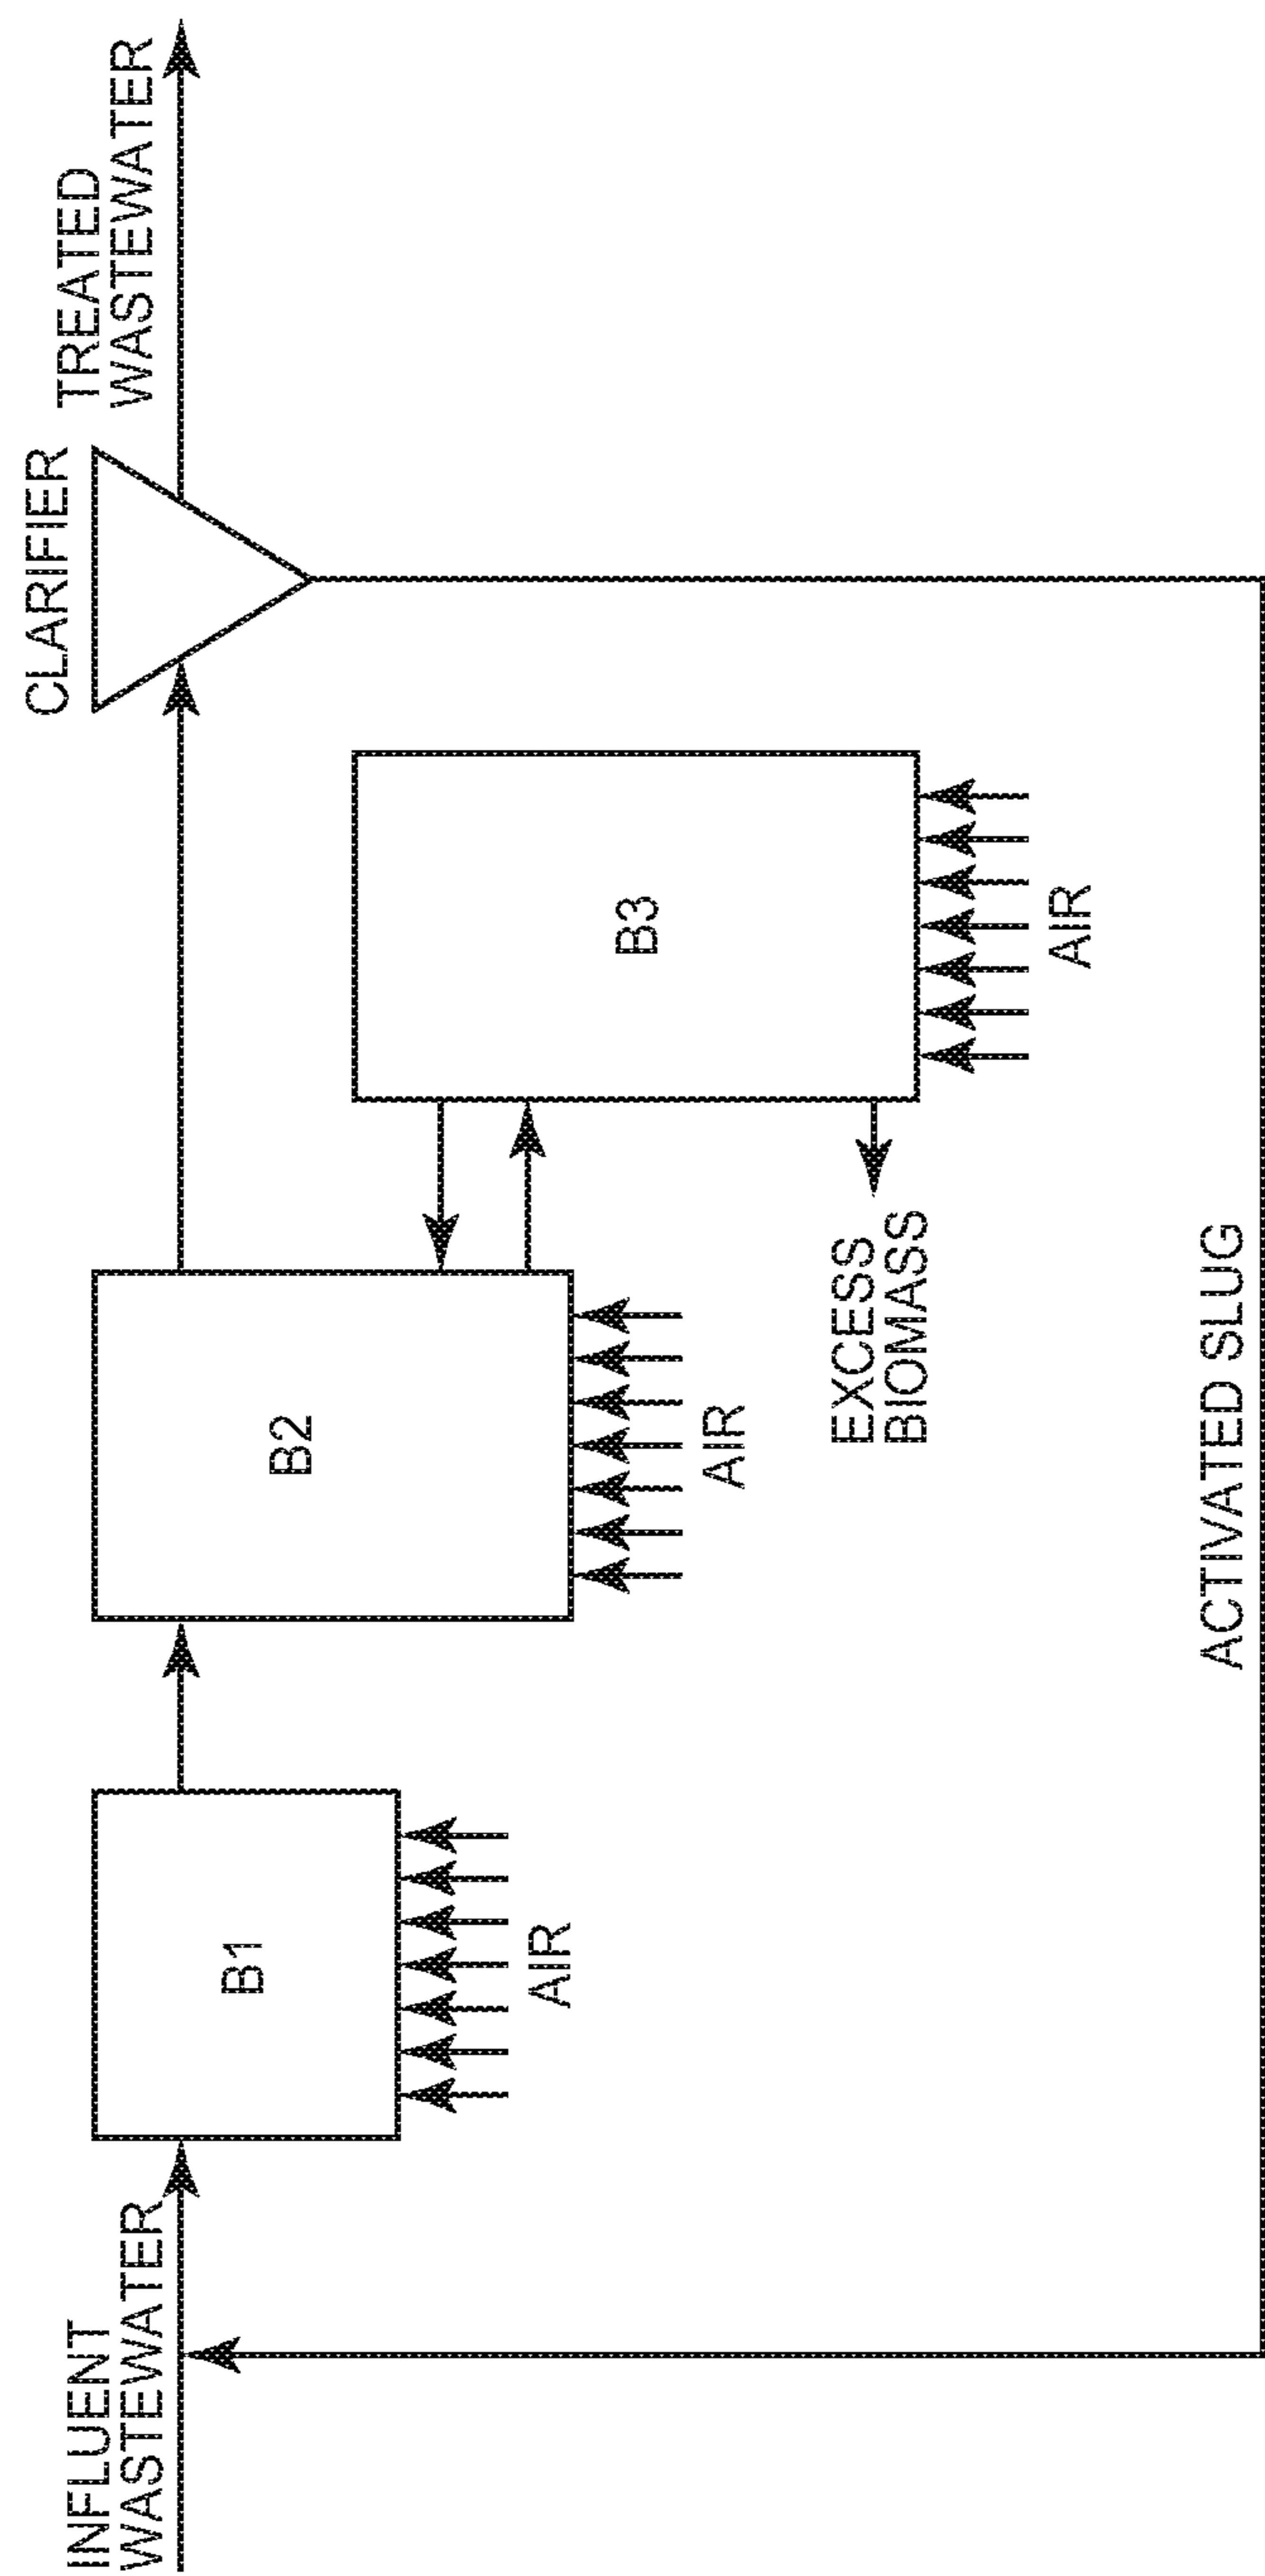 INFLUENT
WASTEWATER
B1
AIR
B2
AIR
B3
AIR
EXCESS
BIOMASS
CLARIFIER
TREATED
WASTEWATER
ACTIVATED SLUG